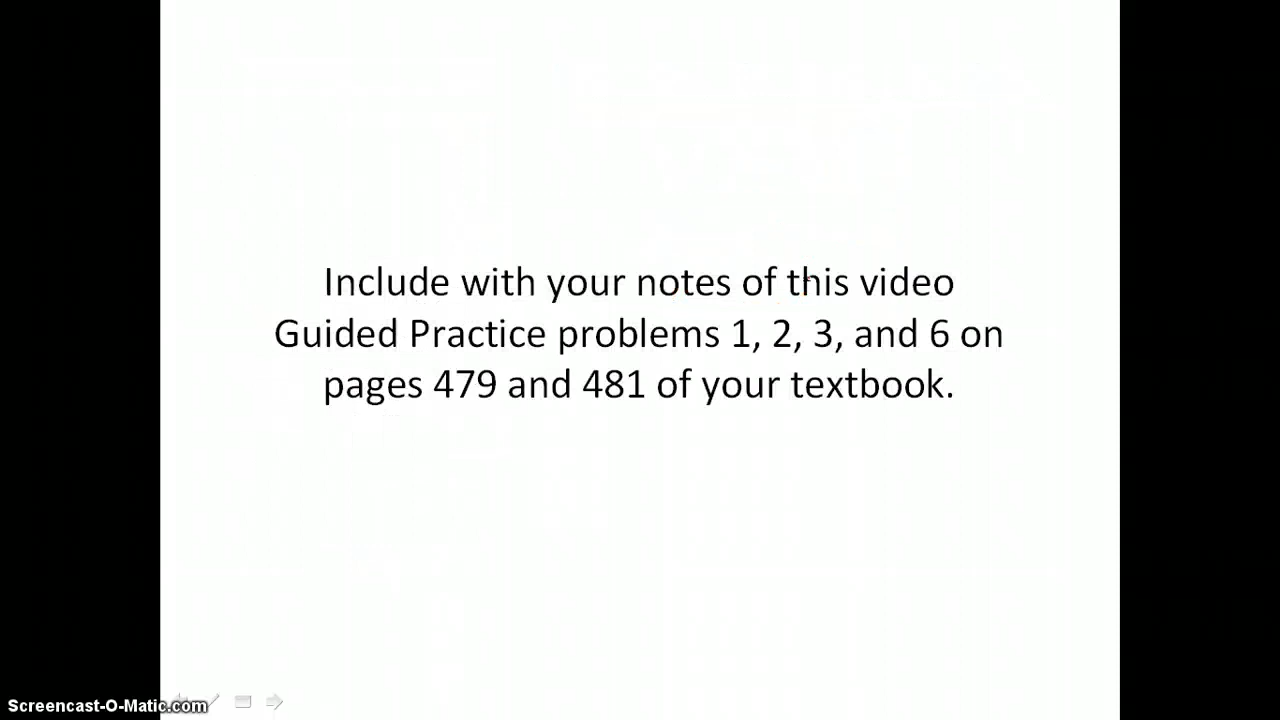 Include with your notes of this video
Guided Practice problems 1, 2, 3, and 6 on
pages 479 and 481 of your textbook.
Screencast-O-Matic.com